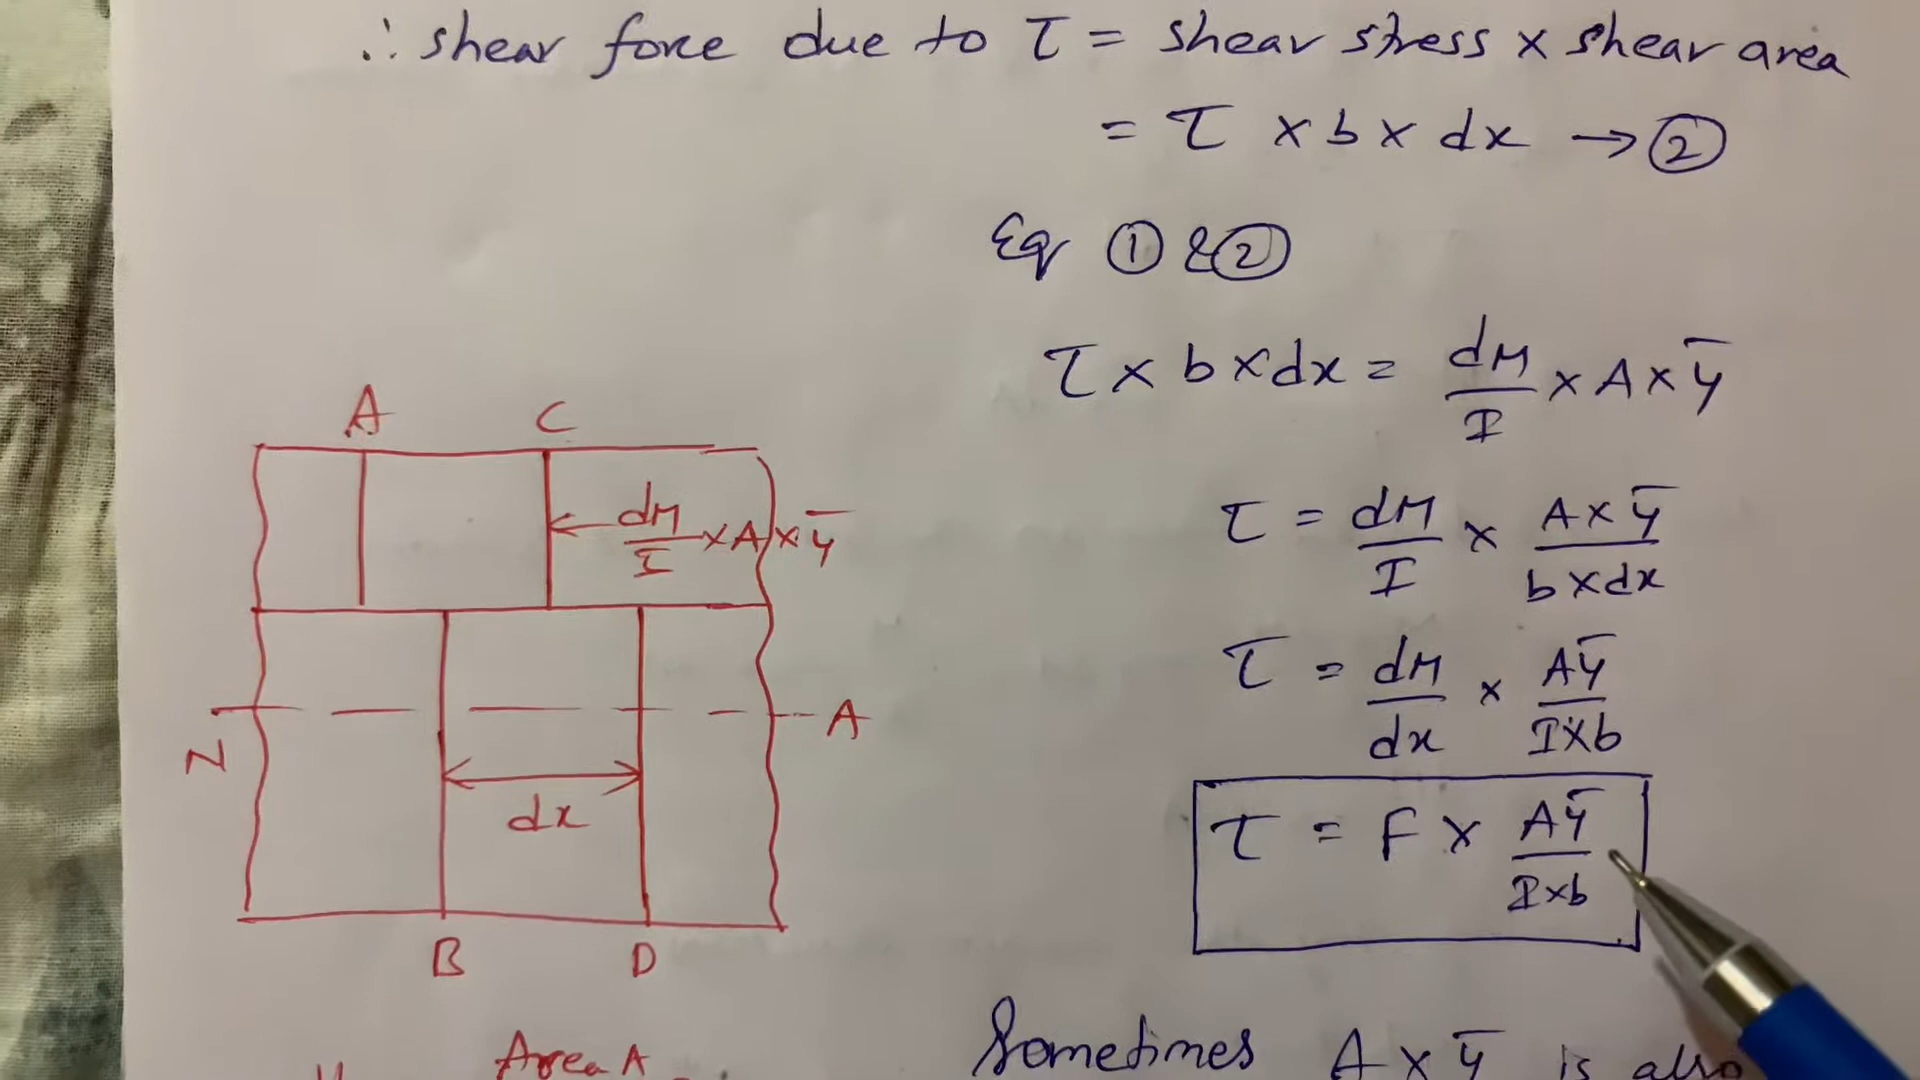 ∴ shear force due to τ = shear stress × shear area
= τ × b × dx → ②
Eq ① & ②
τ × b × dx = dM/I × A × ȳ
τ = dM/I × A×ȳ/b×dx
τ = dM/dx × Aȳ/I×b
τ = F × Aȳ/I×b
A C
dM/I × A × ȳ
N A
dx
B D
Area A
Sometimes A × ȳ is also